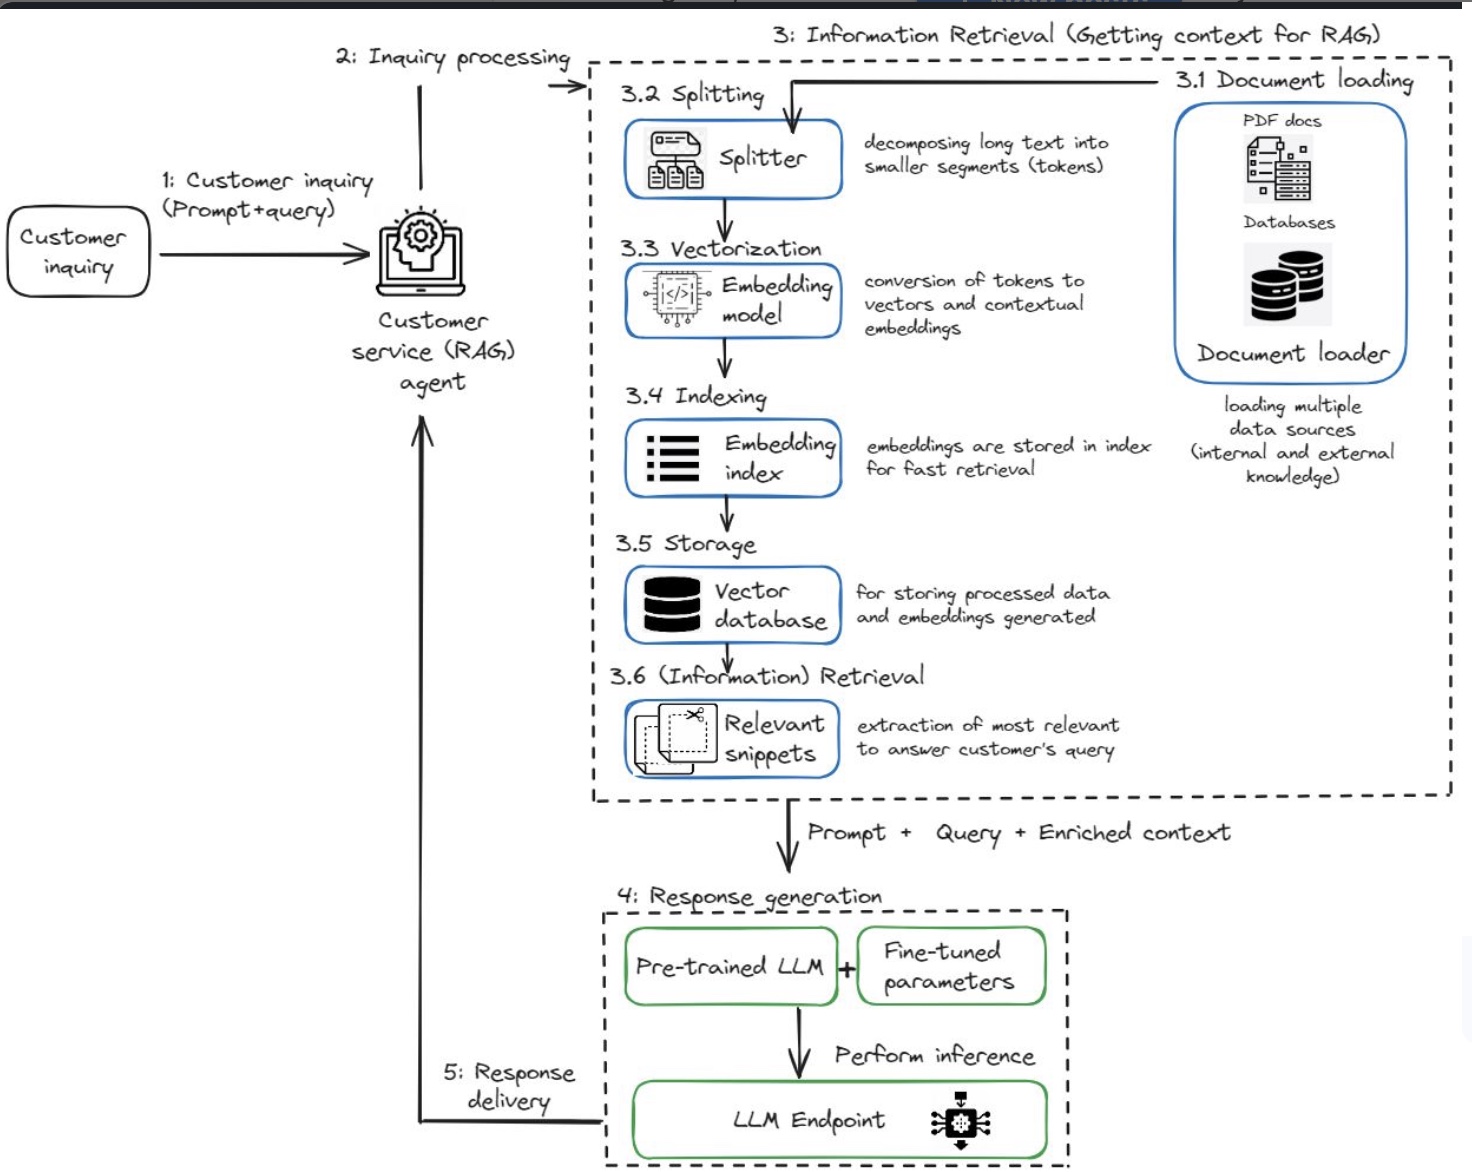 3: Information Retrieval (Getting context for RAG)
2: Inquiry processing
3.1 Document loading
3.2 Splitting
PDF docs
Splitter
decomposing long text into
smaller segments (tokens)
1: Customer inquiry
(Prompt+query)
Customer
inquiry
Databases
3.3 Vectorization
Embedding
model
conversion of tokens to
vectors and contextual
embeddings
Customer
service (RAG)
agent
Document loader
3.4 Indexing
loading multiple
data sources
(internal and external
knowledge)
Embedding
index
embeddings are stored in index
for fast retrieval
3.5 Storage
Vector
database
for storing processed data
and embeddings generated
3.6 (Information) Retrieval
Relevant
snippets
extraction of most relevant
to answer customer's query
Prompt + Query + Enriched context
4: Response generation
Pre-trained LLM
+
Fine-tuned
parameters
Perform inference
5: Response
delivery
LLM Endpoint